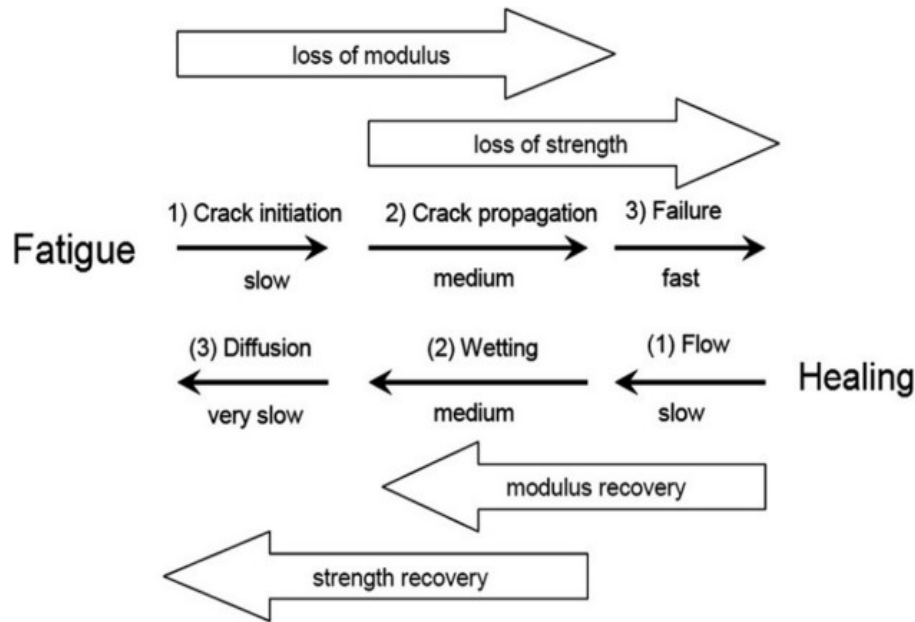 loss of modulus
loss of strength
1) Crack initiation
2) Crack propagation
3) Failure
Fatigue
slow
medium
fast
(3) Diffusion
(2) Wetting
(1) Flow
Healing
very slow
medium
slow
modulus recovery
strength recovery